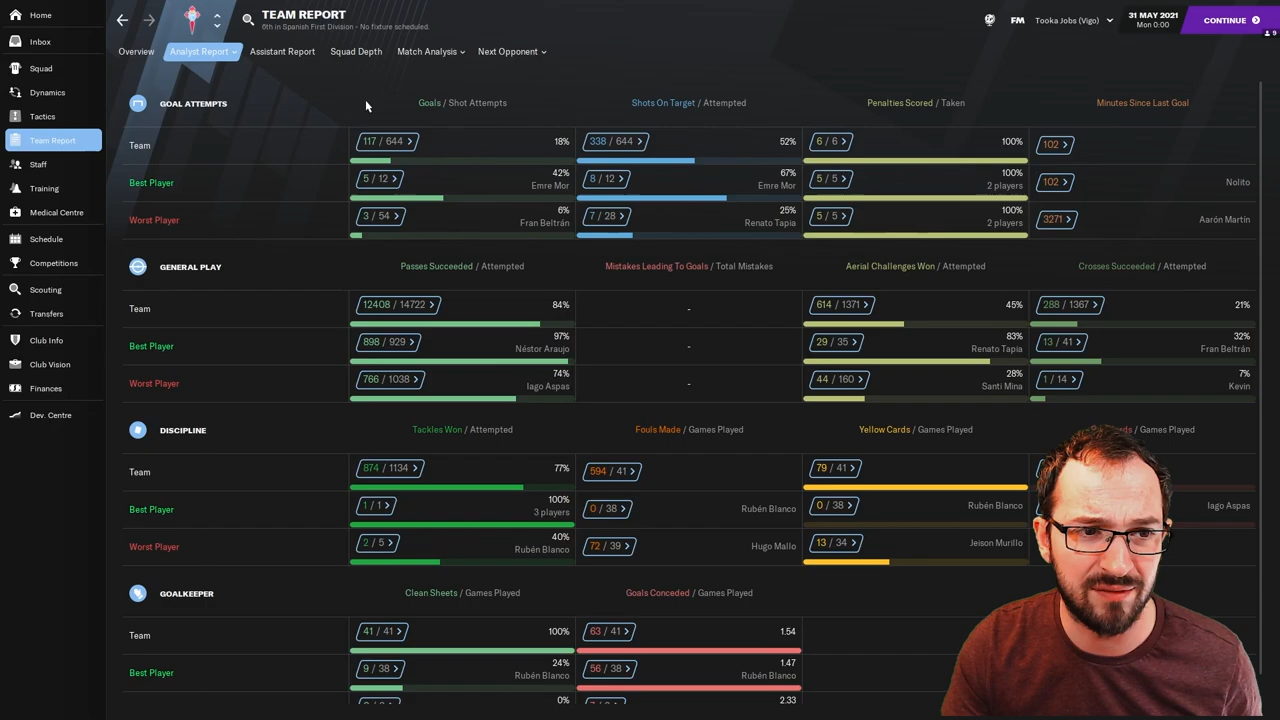 Home
Inbox
Squad
Dynamics
Tactics
Team Report
Staff
Training
Medical Centre
Schedule
Competitions
Scouting
Transfers
Club Info
Club Vision
Finances
Dev. Centre
TEAM REPORT
6th in Spanish First Division - No fixture scheduled.
FM
Tooka Jobs (Vigo)
31 MAY 2021
Mon 0:00
CONTINUE
9
Overview
Analyst Report
Assistant Report
Squad Depth
Match Analysis
Next Opponent
GOAL ATTEMPTS
Goals / Shot Attempts
Shots On Target / Attempted
Penalties Scored / Taken
Minutes Since Last Goal
Team
117 / 644
18%
338 / 644
52%
6 / 6
100%
102
Best Player
5 / 12
42%
Emre Mor
8 / 12
67%
Emre Mor
5 / 5
100%
2 players
102
Nolito
Worst Player
3 / 54
6%
Fran Beltrán
7 / 28
25%
Renato Tapia
5 / 5
100%
2 players
3271
Aarón Martín
GENERAL PLAY
Passes Succeeded / Attempted
Mistakes Leading To Goals / Total Mistakes
Aerial Challenges Won / Attempted
Crosses Succeeded / Attempted
Team
12408 / 14722
84%
-
614 / 1371
45%
288 / 1367
21%
Best Player
898 / 929
97%
Néstor Araujo
-
29 / 35
83%
Renato Tapia
13 / 41
32%
Fran Beltrán
Worst Player
766 / 1038
74%
Iago Aspas
-
44 / 160
28%
Santi Mina
1 / 14
7%
Kevin
DISCIPLINE
Tackles Won / Attempted
Fouls Made / Games Played
Yellow Cards / Games Played
Games Played
Team
874 / 1134
77%
594 / 41
79 / 41
Best Player
1 / 1
100%
3 players
0 / 38
Rubén Blanco
0 / 38
Rubén Blanco
Iago Aspas
Worst Player
2 / 5
40%
Rubén Blanco
72 / 39
Hugo Mallo
13 / 34
Jeison Murillo
GOALKEEPER
Clean Sheets / Games Played
Goals Conceded / Games Played
Team
41 / 41
100%
63 / 41
1.54
Best Player
9 / 38
24%
Rubén Blanco
56 / 38
1.47
Rubén Blanco
0%
2.33